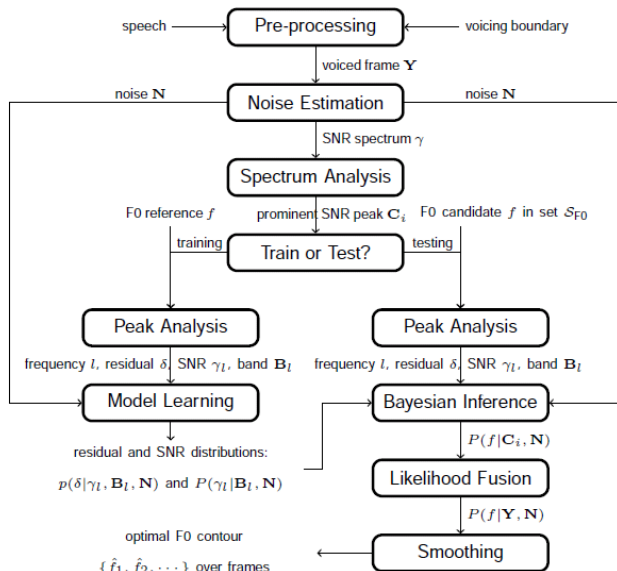 speech
Pre-processing
voicing boundary
voiced frame Y
noise N
Noise Estimation
noise N
SNR spectrum γ
Spectrum Analysis
F0 reference f
prominent SNR peak C_i
F0 candidate f in set S_F0
training
Train or Test?
testing
Peak Analysis
Peak Analysis
frequency l, residual δ, SNR γ_l, band B_l
frequency l, residual δ, SNR γ_l, band B_l
Model Learning
Bayesian Inference
residual and SNR distributions:
p(δ|γ_l, B_l, N) and P(γ_l|B_l, N)
P(f|C_i, N)
Likelihood Fusion
P(f|Y, N)
optimal F0 contour
{f̂_1, f̂_2, ···} over frames
Smoothing